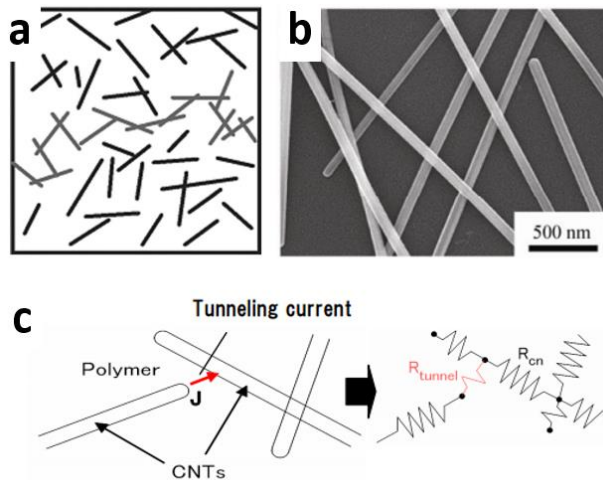 a
b
500 nm
c
Tunneling current
Polymer
J
CNTs
R_tunnel
R_cn